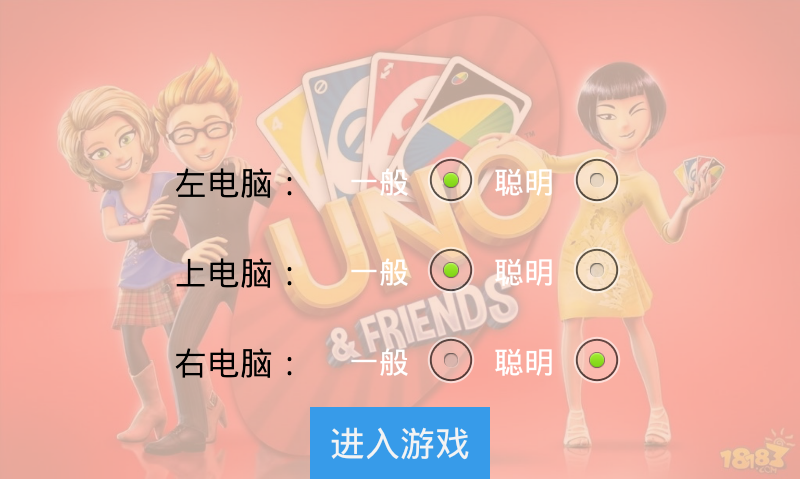 UNO
& FRIENDS
左电脑： 一般 聪明
上电脑： 一般 聪明
右电脑： 一般 聪明
进入游戏
18183